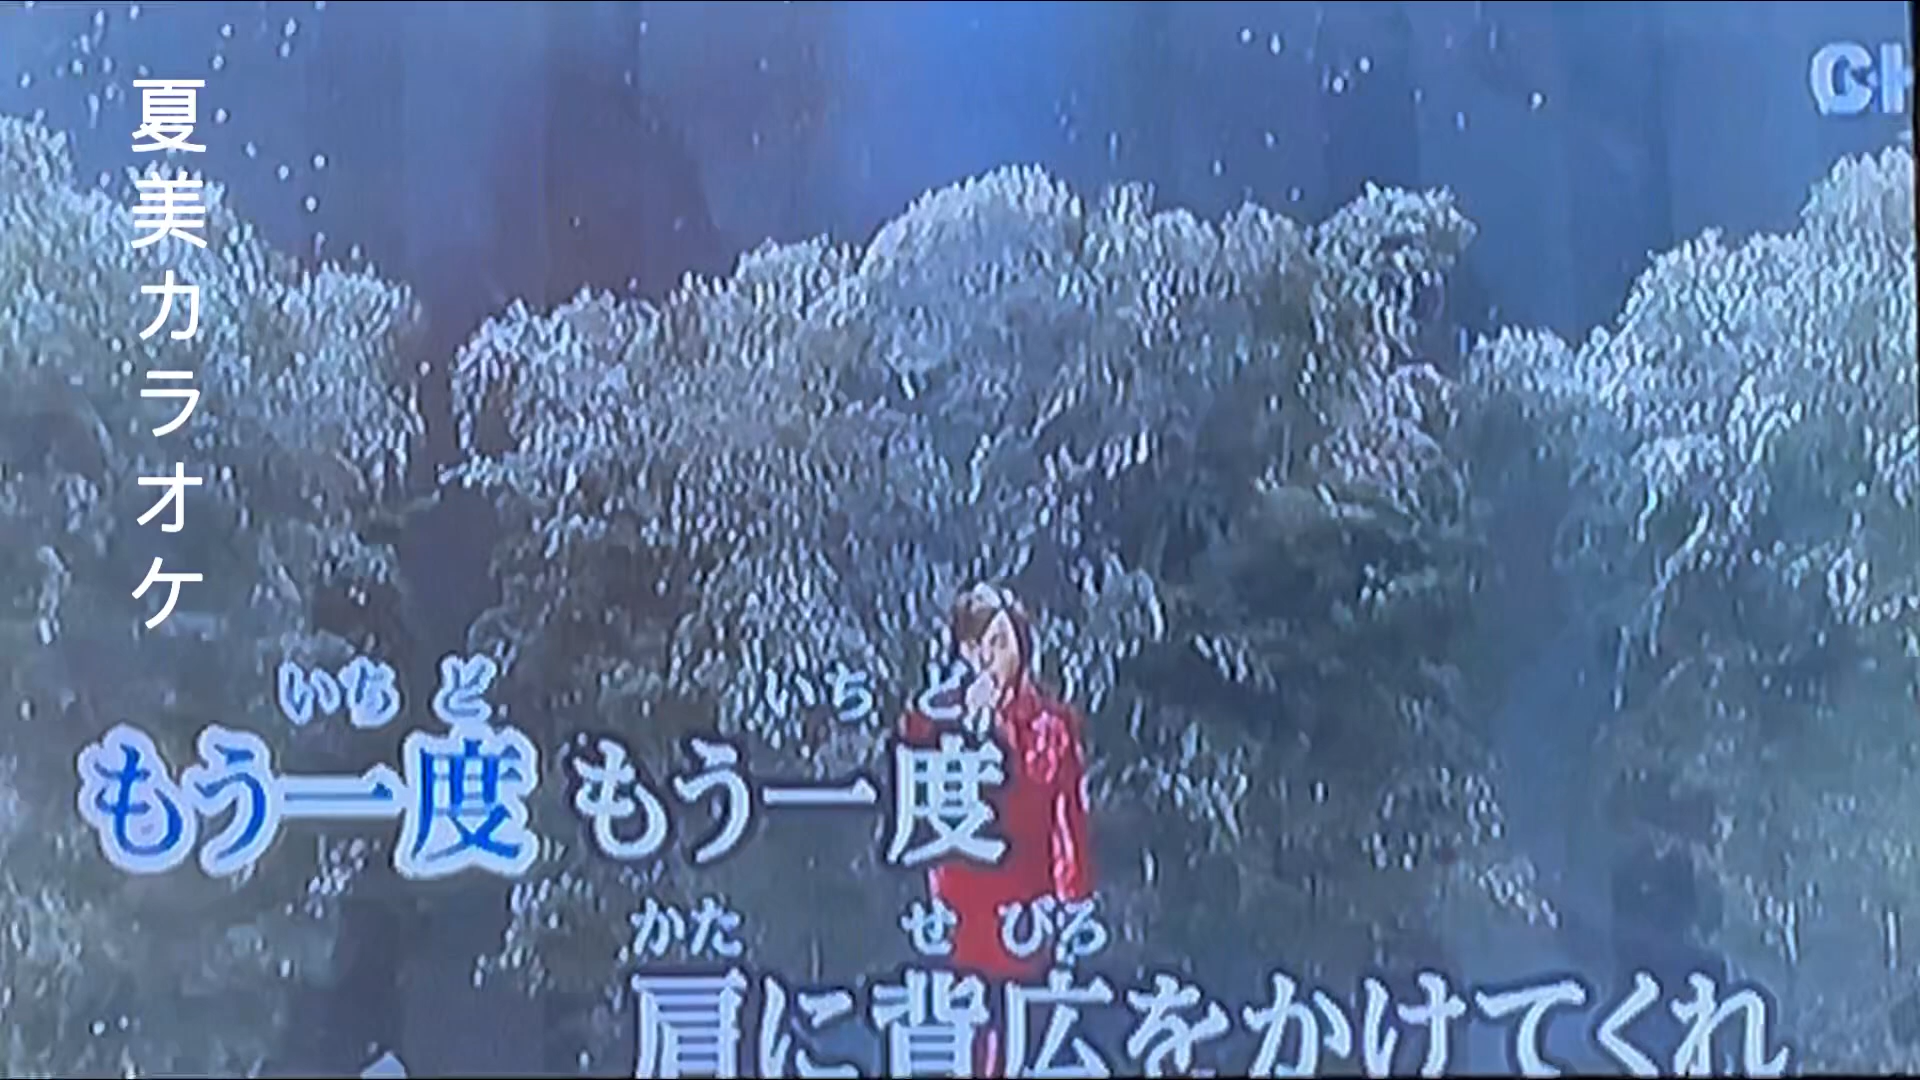 夏美カラオケ
CH
いち ど いち ど
もう一度 もう一度
かた せ びろ
肩に背広をかけてくれ